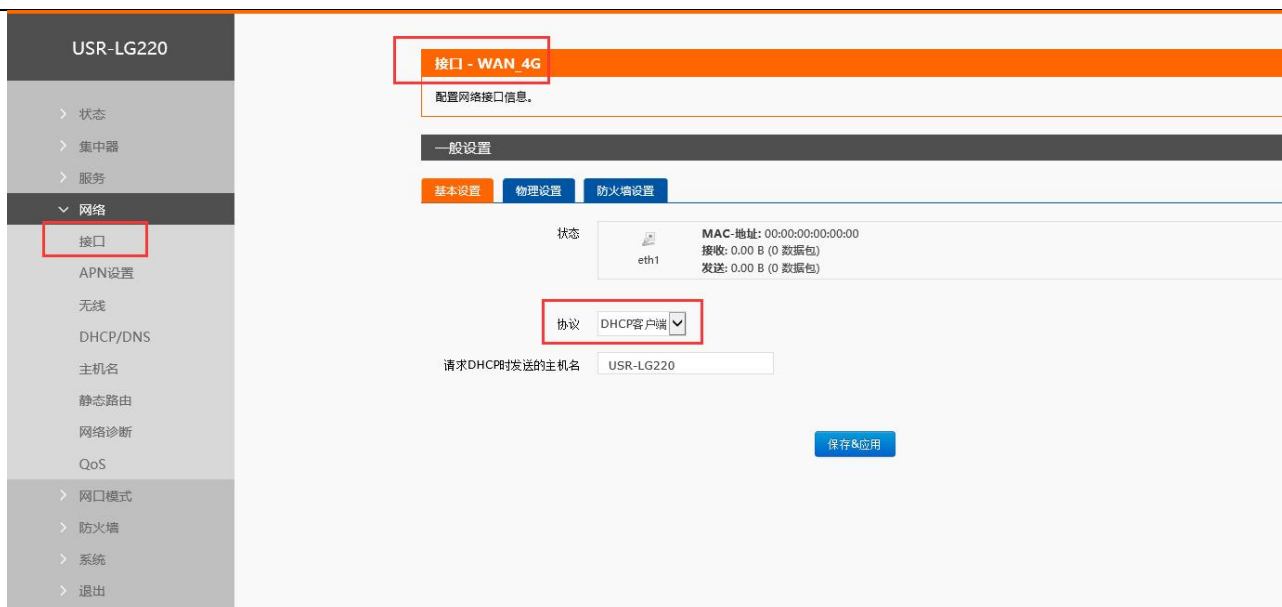 USR-LG220
状态
集中器
服务
网络
接口
APN设置
无线
DHCP/DNS
主机名
静态路由
网络诊断
QoS
网口模式
防火墙
系统
退出
接口 - WAN_4G
配置网络接口信息。
一般设置
基本设置 物理设置 防火墙设置
状态
eth1
MAC-地址: 00:00:00:00:00:00
接收: 0.00 B (0 数据包)
发送: 0.00 B (0 数据包)
协议 DHCP客户端
请求DHCP时发送的主机名 USR-LG220
保存&应用